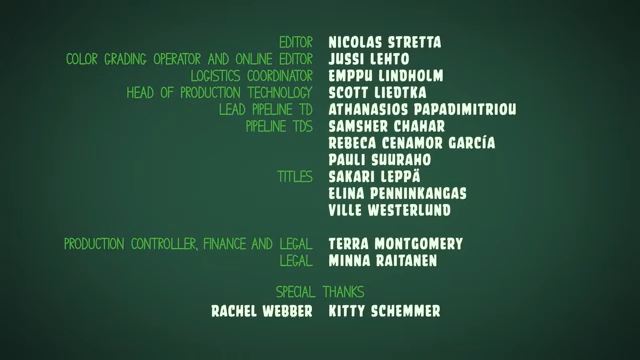 EDITOR NICOLAS STRETTA
COLOR GRADING OPERATOR AND ONLINE EDITOR JUSSI LEHTO
LOGISTICS COORDINATOR EMPPU LINDHOLM
HEAD OF PRODUCTION TECHNOLOGY SCOTT LIEDTKA
LEAD PIPELINE TD ATHANASIOS PAPADIMITRIOU
PIPELINE TDS SAMSHER CHAHAR
REBECA CENAMOR GARCÍA
PAULI SUURAHO
TITLES SAKARI LEPPÄ
ELINA PENNINKANGAS
VILLE WESTERLUND
PRODUCTION CONTROLLER, FINANCE AND LEGAL TERRA MONTGOMERY
LEGAL MINNA RAITANEN
SPECIAL THANKS
RACHEL WEBBER KITTY SCHEMMER